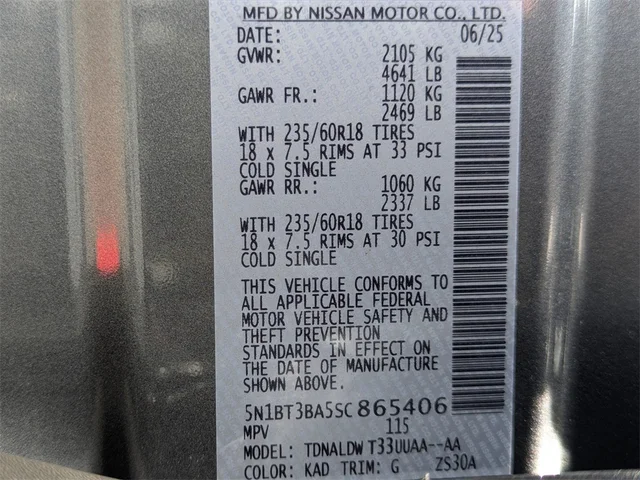 MFD BY NISSAN MOTOR CO., LTD.
DATE: 06/25
GVWR: 2105 KG
4641 LB
GAWR FR.: 1120 KG
2469 LB
WITH 235/60R18 TIRES
18 x 7.5 RIMS AT 33 PSI
COLD SINGLE
GAWR RR.: 1060 KG
2337 LB
WITH 235/60R18 TIRES
18 x 7.5 RIMS AT 30 PSI
COLD SINGLE
THIS VEHICLE CONFORMS TO
ALL APPLICABLE FEDERAL
MOTOR VEHICLE SAFETY AND
THEFT PREVENTION
STANDARDS IN EFFECT ON
THE DATE OF MANUFACTURE
SHOWN ABOVE.
5N1BT3BA5SC865406
MPV 115
MODEL: TDNALDW T33UUAA--AA
COLOR: KAD TRIM: G ZS30A